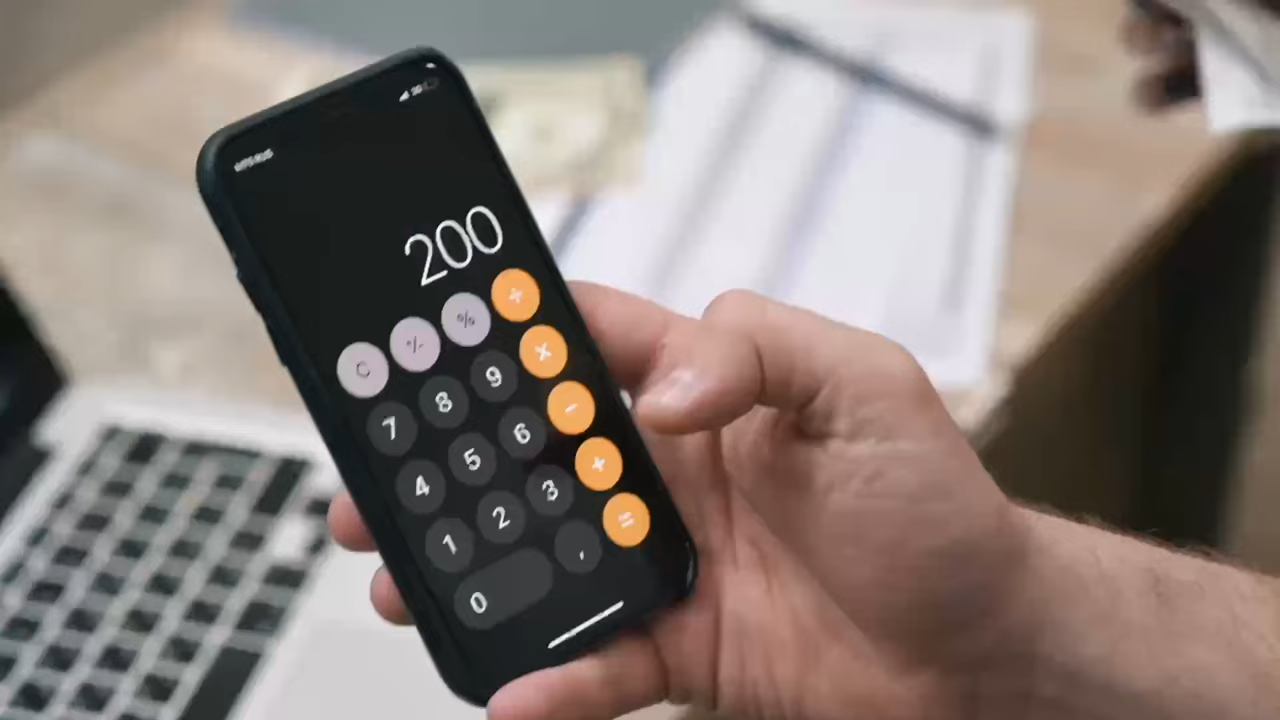 200
C ⁺/₋ % ÷
7 8 9 ×
4 5 6 −
1 2 3 +
0 , =